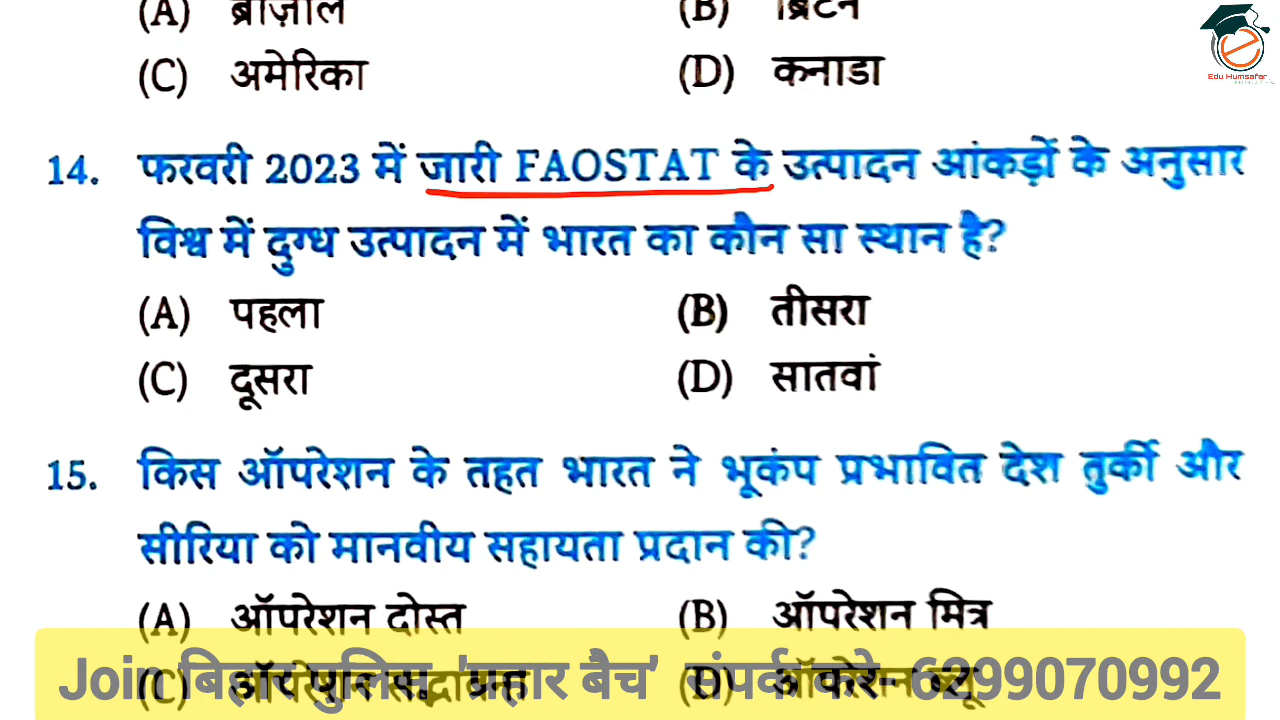 (A) ब्राज़ील (B) ब्रिटेन
(C) अमेरिका (D) कनाडा
Edu Humsafar
14. फरवरी 2023 में जारी FAOSTAT के उत्पादन आंकड़ों के अनुसार
विश्व में दुग्ध उत्पादन में भारत का कौन सा स्थान है?
(A) पहला (B) तीसरा
(C) दूसरा (D) सातवां
15. किस ऑपरेशन के तहत भारत ने भूकंप प्रभावित देश तुर्की और
सीरिया को मानवीय सहायता प्रदान की?
(A) ऑपरेशन दोस्त (B) ऑपरेशन मित्र
(C) (D)
Join बिहार पुलिस 'प्रहार बैच' संपर्क करे- 6299070992